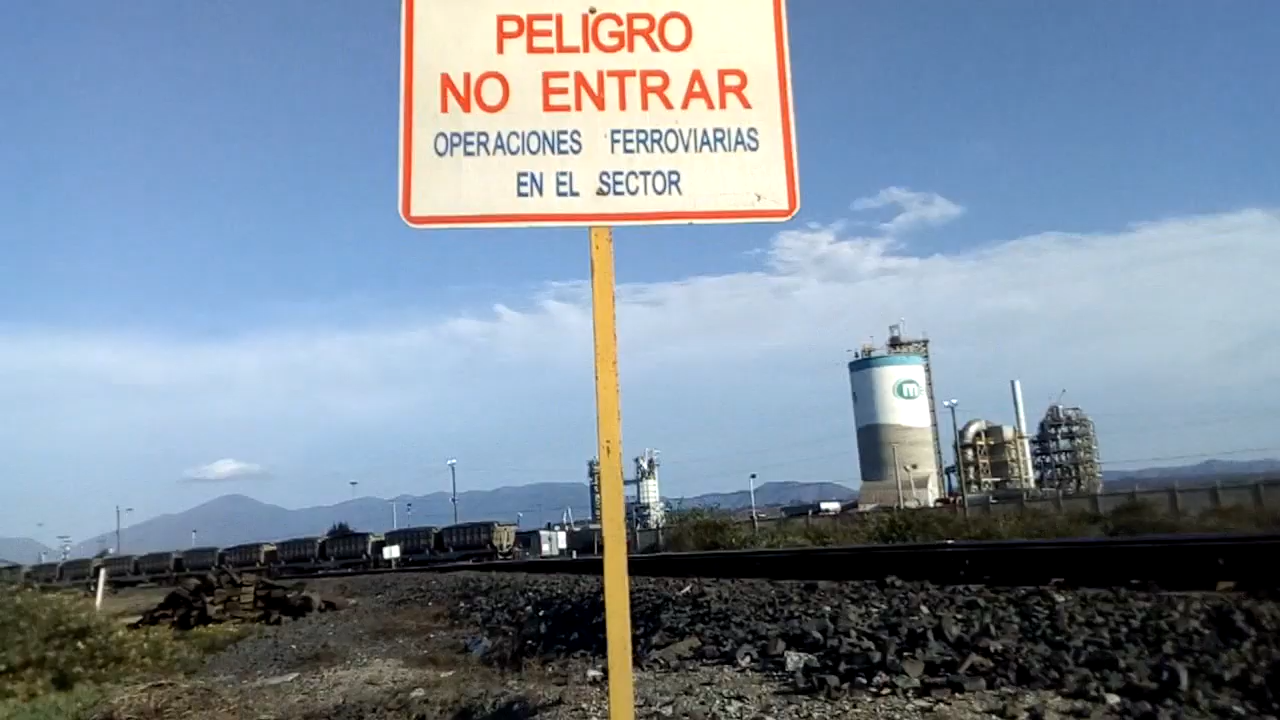 PELIGRO
NO ENTRAR
OPERACIONES FERROVIARIAS
EN EL SECTOR
m